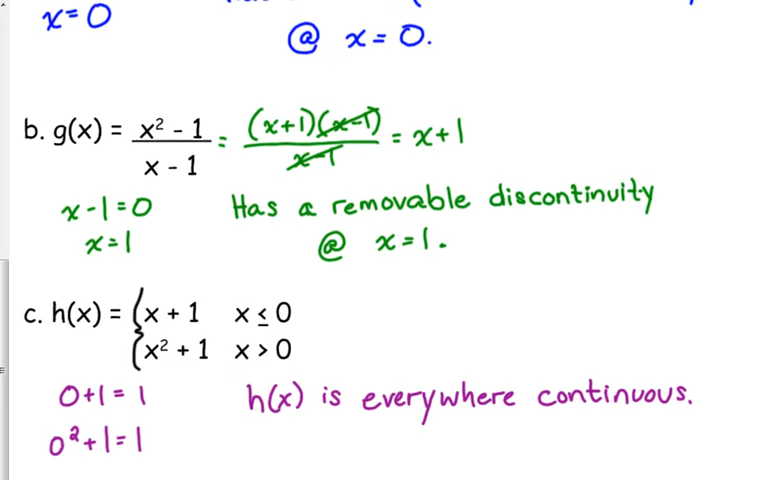 x = 0
@ x = 0.
b. g(x) = x² - 1 / x - 1 = (x+1)(x-1) / x-1 = x+1
x - 1 = 0 Has a removable discontinuity
x = 1 @ x = 1.
c. h(x) = { x + 1 x ≤ 0
x² + 1 x > 0
0+1 = 1 h(x) is everywhere continuous.
0² + 1 = 1